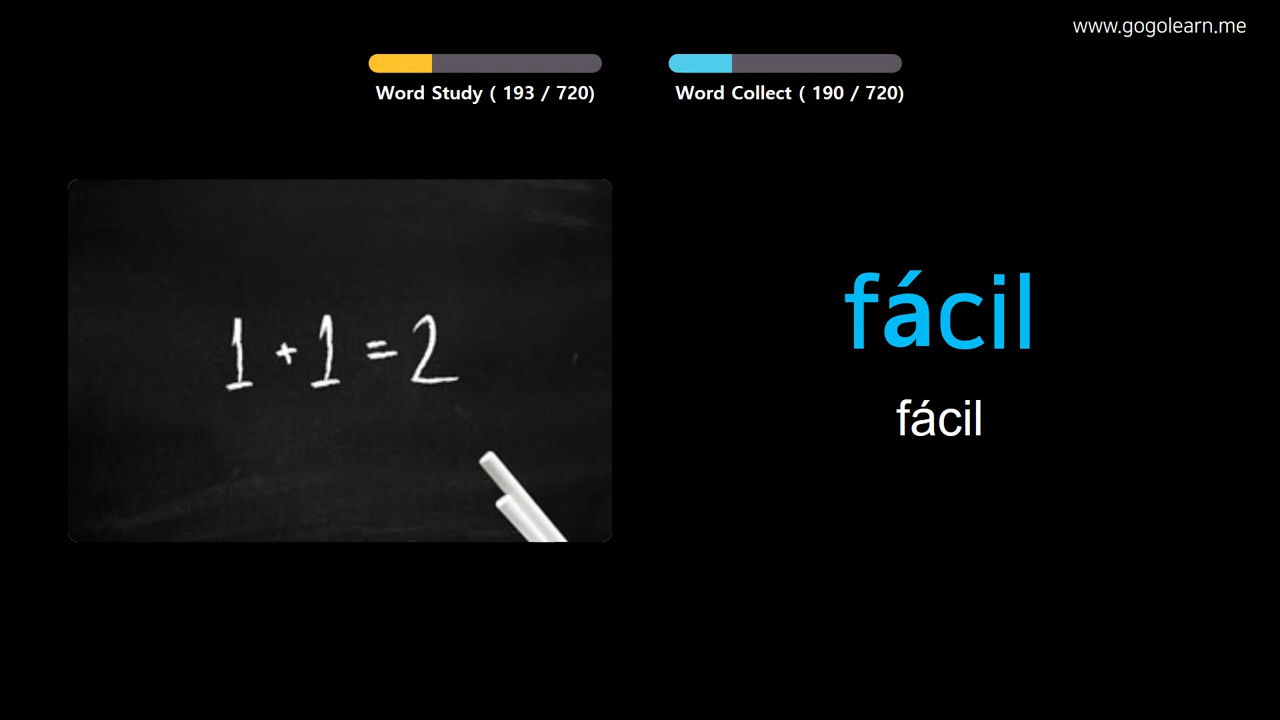 www.gogolearn.me
Word Study ( 193 / 720)
Word Collect ( 190 / 720)
1 + 1 = 2
fácil
fácil